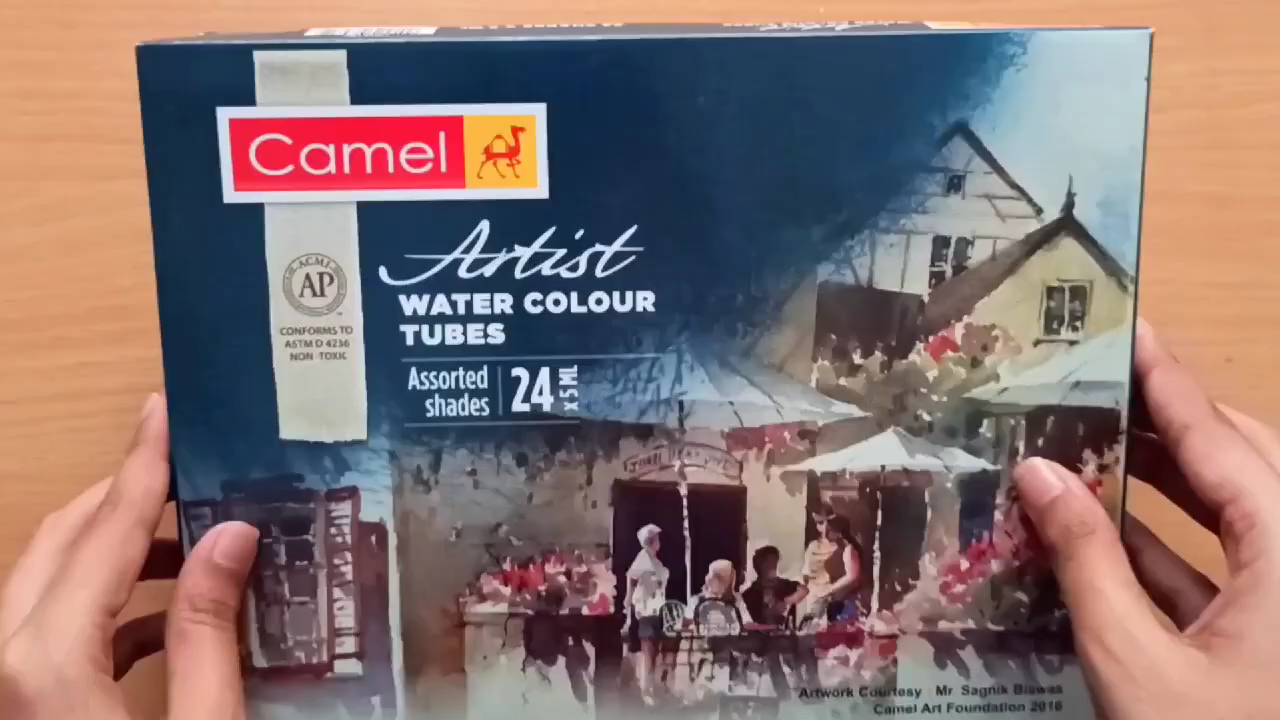 Camel
ACMI
AP
CONFORMS TO
ASTM D 4236
NON-TOXIC
Artist
WATER COLOUR
TUBES
Assorted
shades
24
x 5 ML
Artwork Courtesy : Mr Sagnik Biswas
Camel Art Foundation 2016